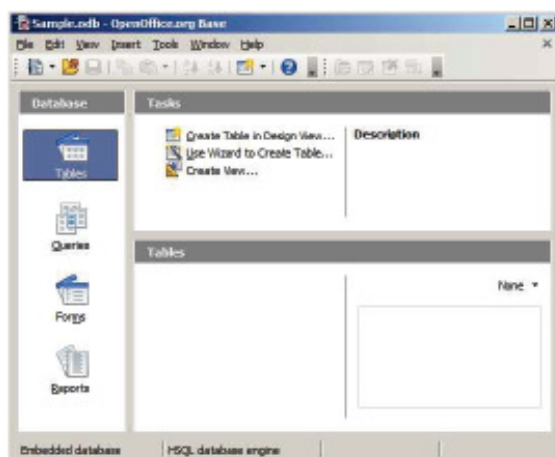 Sample.odb - OpenOffice.org Base
File Edit View Insert Tools Window Help
Database
Tasks
Tables
Queries
Forms
Reports
Create Table in Design View...
Use Wizard to Create Table...
Create View...
Description
Tables
None
Embedded database
HSQL database engine